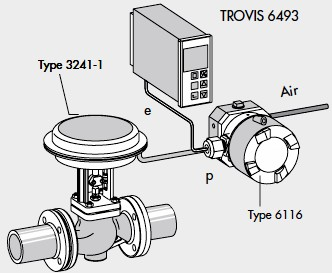 TROVIS 6493
Type 3241-1
Air
e
p
Type 6116